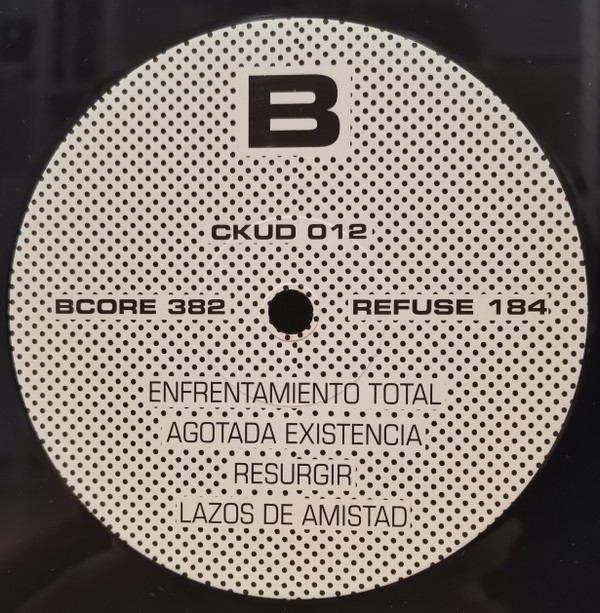 B
CKUD 012
BCORE 382
REFUSE 184
ENFRENTAMIENTO TOTAL
AGOTADA EXISTENCIA
RESURGIR
LAZOS DE AMISTAD